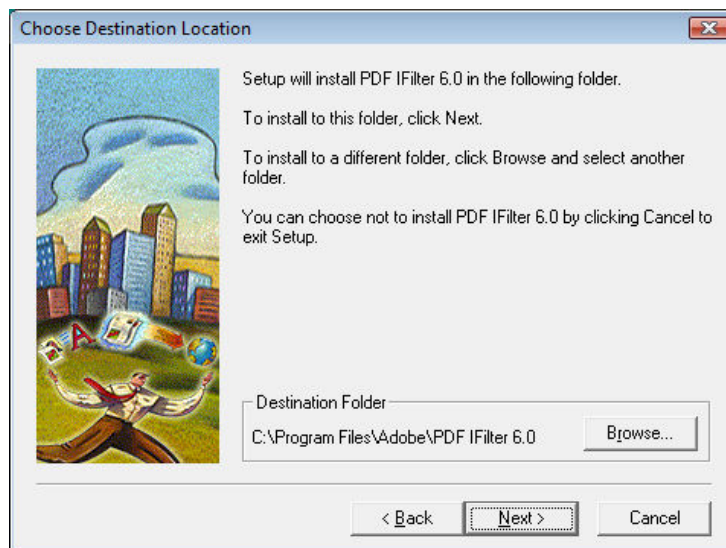 Choose Destination Location
Setup will install PDF IFilter 6.0 in the following folder.
To install to this folder, click Next.
To install to a different folder, click Browse and select another
folder.
You can choose not to install PDF IFilter 6.0 by clicking Cancel to
exit Setup.
A
Destination Folder
C:\Program Files\Adobe\PDF IFilter 6.0
Browse...
< Back
Next >
Cancel